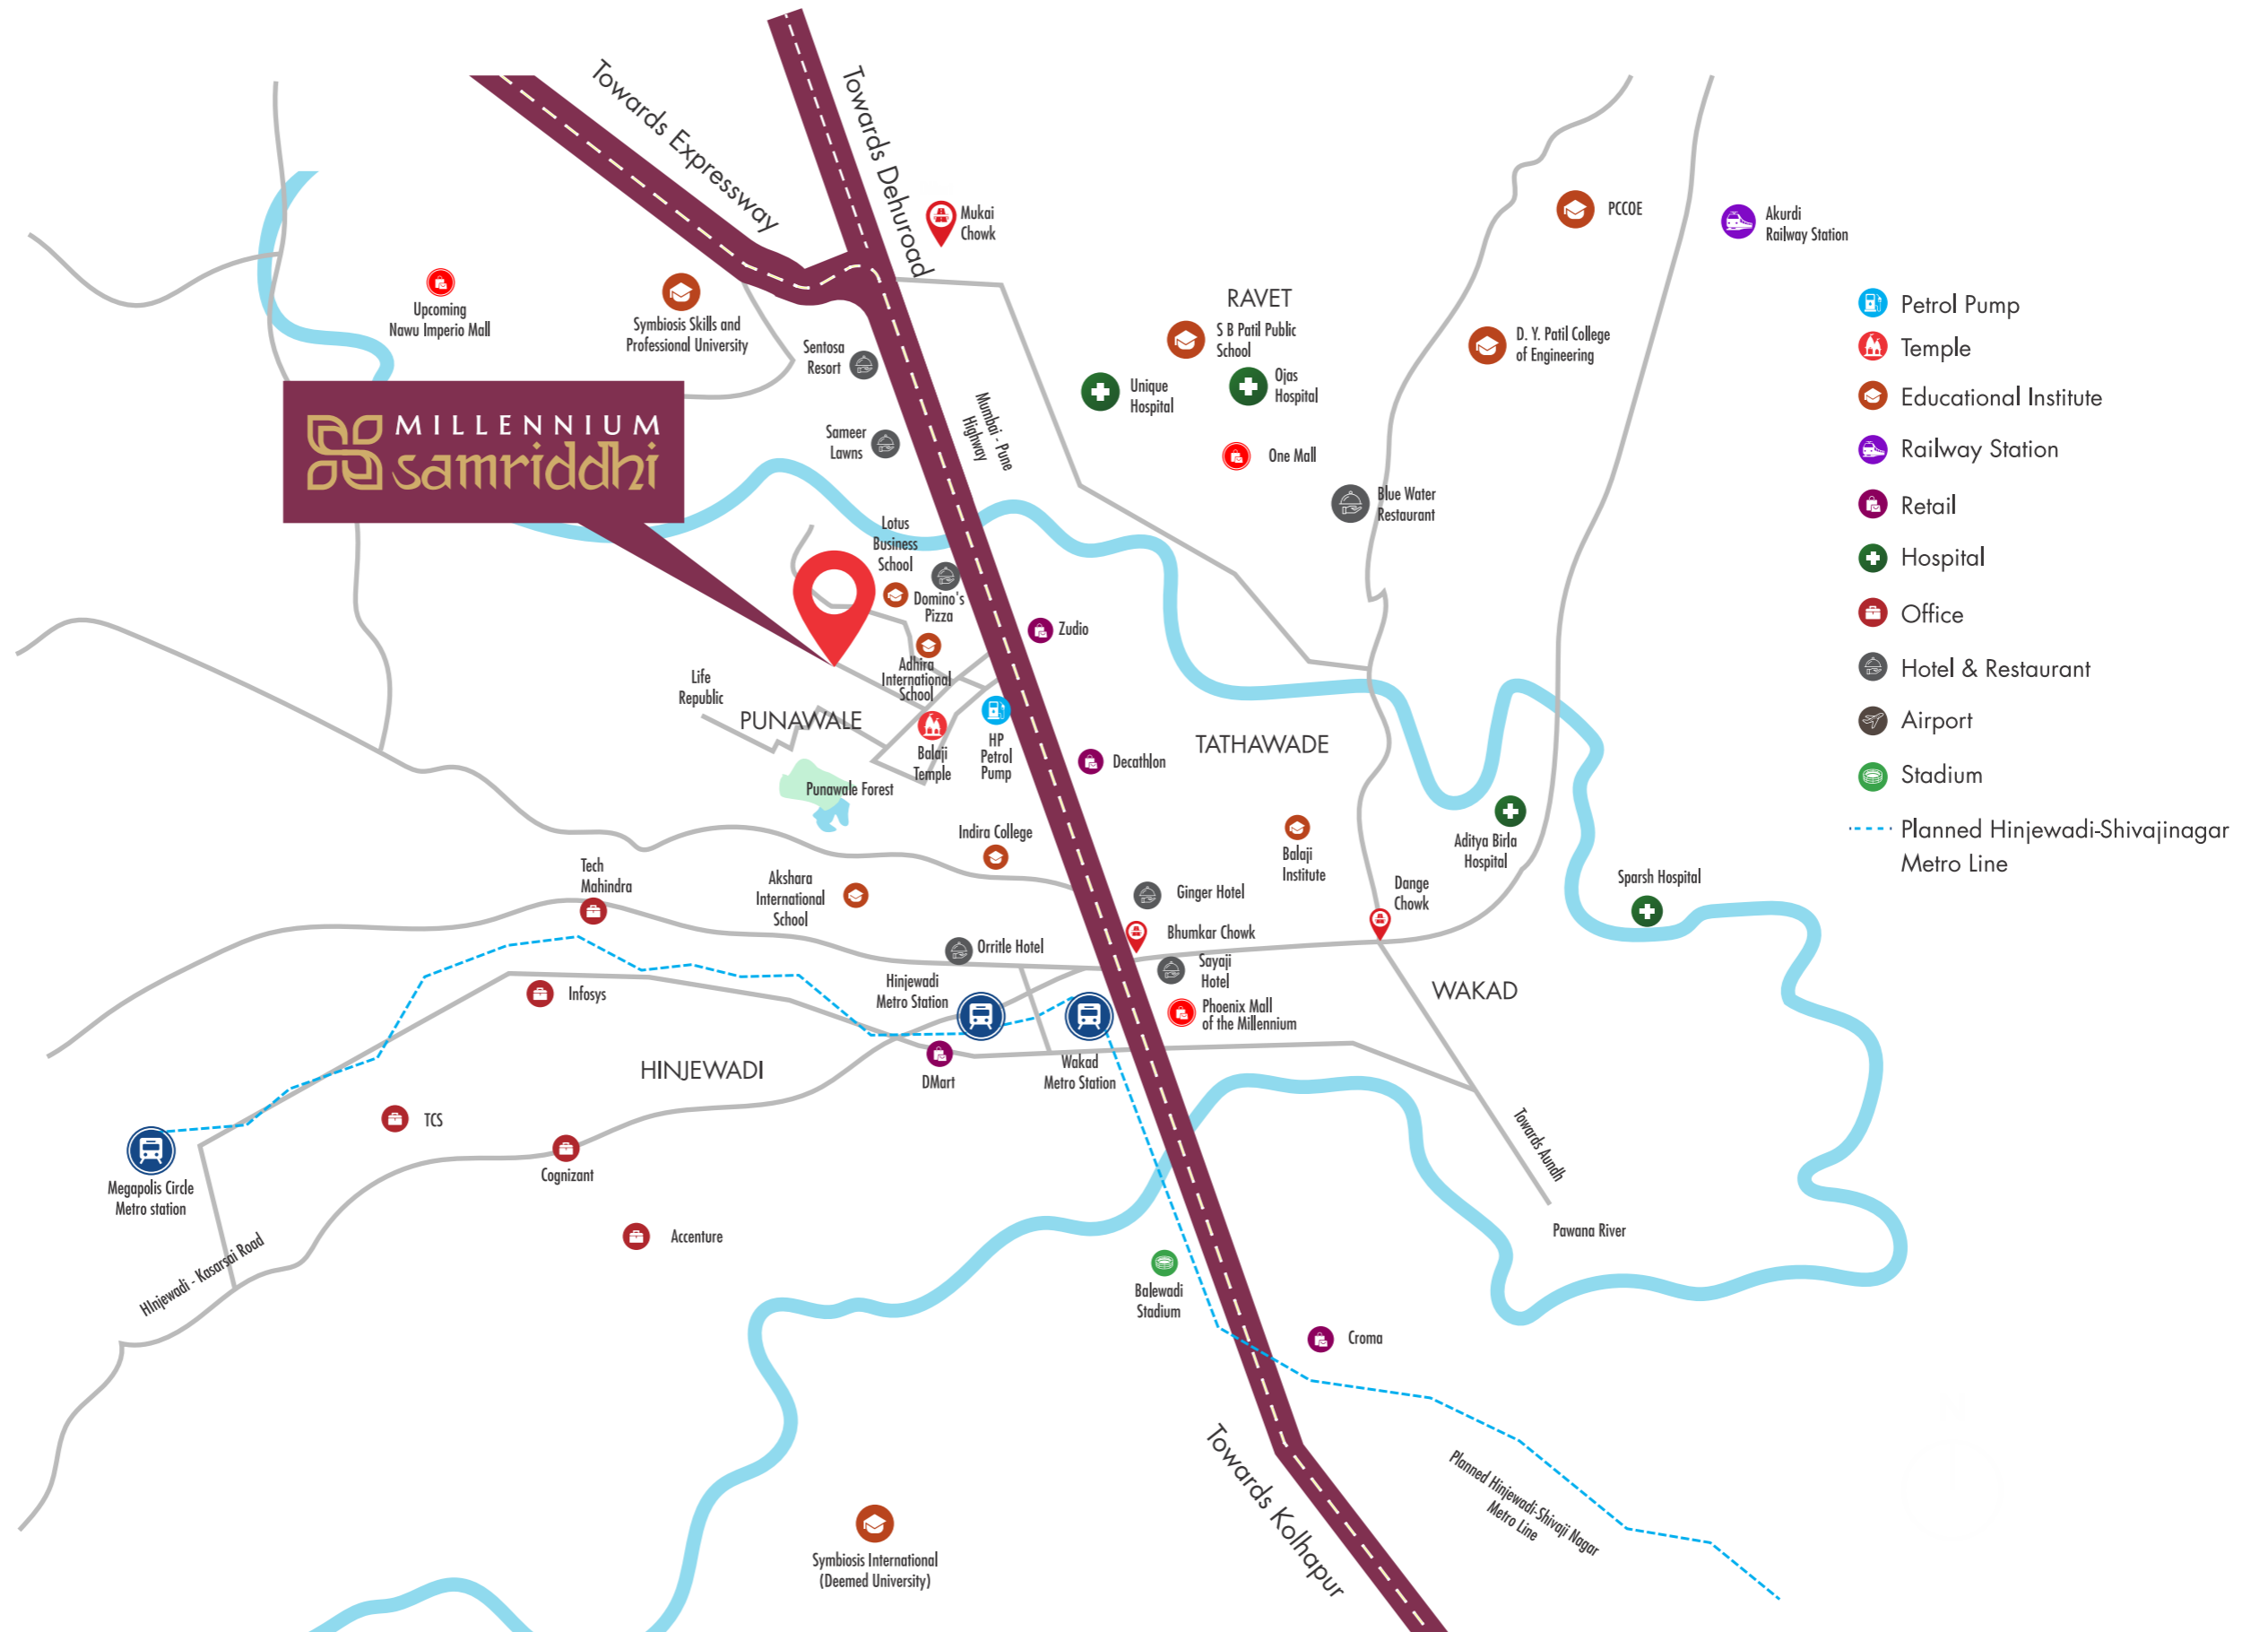 Towards Expressway
Towards Dehuroad
Mukai
Chowk
PCCOE
Akurdi
Railway Station
Upcoming
Nawu Imperio Mall
Symbiosis Skills and
Professional University
Sentosa
Resort
RAVET
S B Patil Public
School
D. Y. Patil College
of Engineering
Unique
Hospital
Ojas
Hospital
Mumbai - Pune
Highway
MILLENNIUM
samriddhi
Sameer
Lawns
One Mall
Blue Water
Restaurant
Lotus
Business
School
Domino's
Pizza
Zudio
Adhira
International
School
Life
Republic
PUNAWALE
Balaji
Temple
HP
Petrol
Pump
TATHAWADE
Decathlon
Punawale Forest
Indira College
Balaji
Institute
Aditya Birla
Hospital
Tech
Mahindra
Akshara
International
School
Ginger Hotel
Dange
Chowk
Sparsh Hospital
Bhumkar Chowk
Orritle Hotel
Sayaji
Hotel
Hinjewadi
Metro Station
Infosys
WAKAD
Phoenix Mall
of the Millennium
HINJEWADI
DMart
Wakad
Metro Station
TCS
Cognizant
Towards Aundh
Megapolis Circle
Metro station
Accenture
Pawana River
HInjewadi - Kasarsai Road
Balewadi
Stadium
Croma
Towards Kolhapur
Planned Hinjewadi-Shivaji Nagar
Metro Line
Symbiosis International
(Deemed University)
Petrol Pump
Temple
Educational Institute
Railway Station
Retail
Hospital
Office
Hotel & Restaurant
Airport
Stadium
Planned Hinjewadi-Shivajinagar
Metro Line